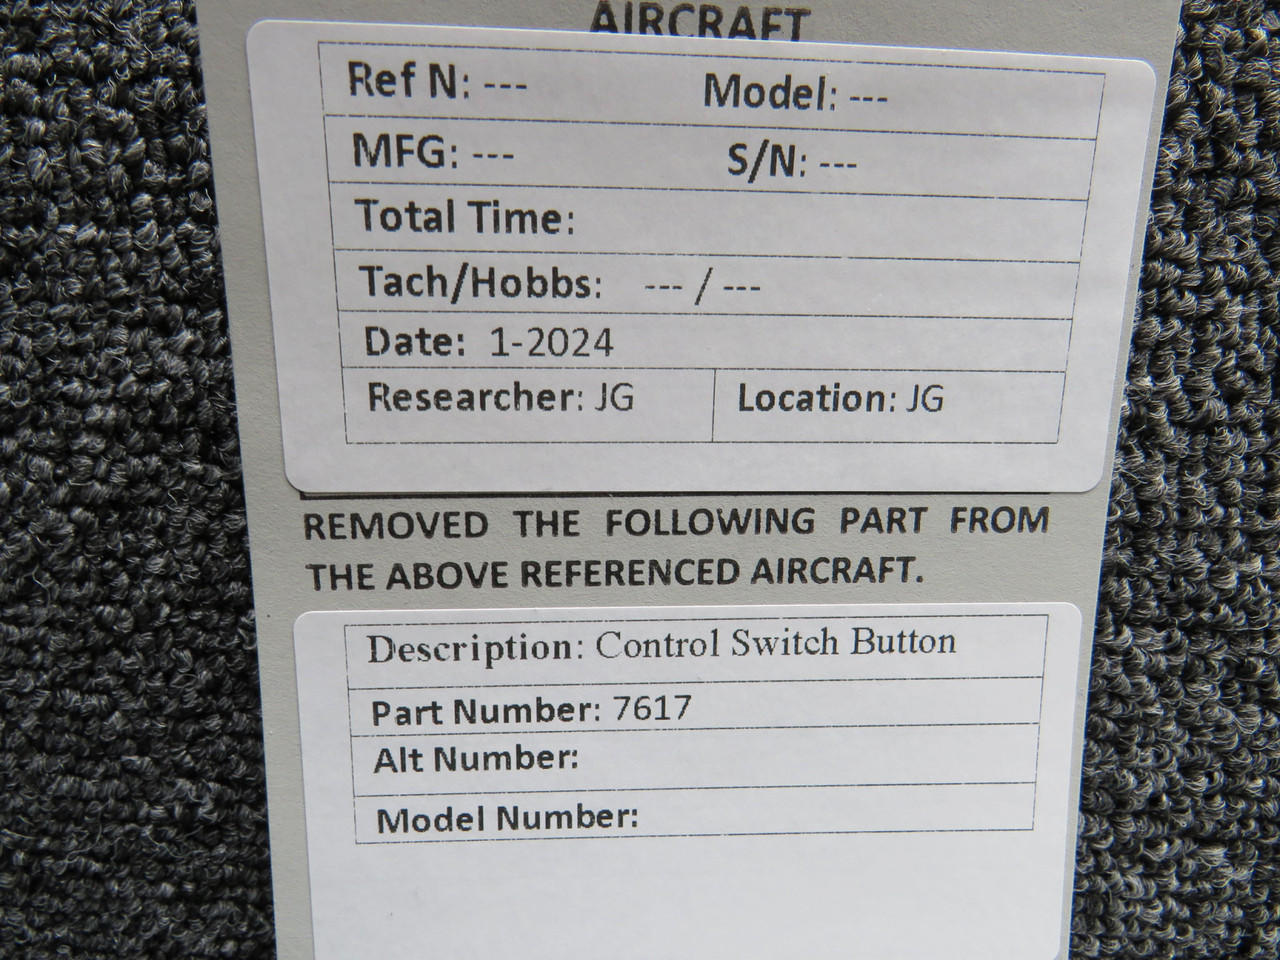 AIRCRAFT
Ref N: --- Model: ---
MFG: --- S/N: ---
Total Time:
Tach/Hobbs: --- / ---
Date: 1-2024
Researcher: JG Location: JG
REMOVED THE FOLLOWING PART FROM
THE ABOVE REFERENCED AIRCRAFT.
Description: Control Switch Button
Part Number: 7617
Alt Number:
Model Number: